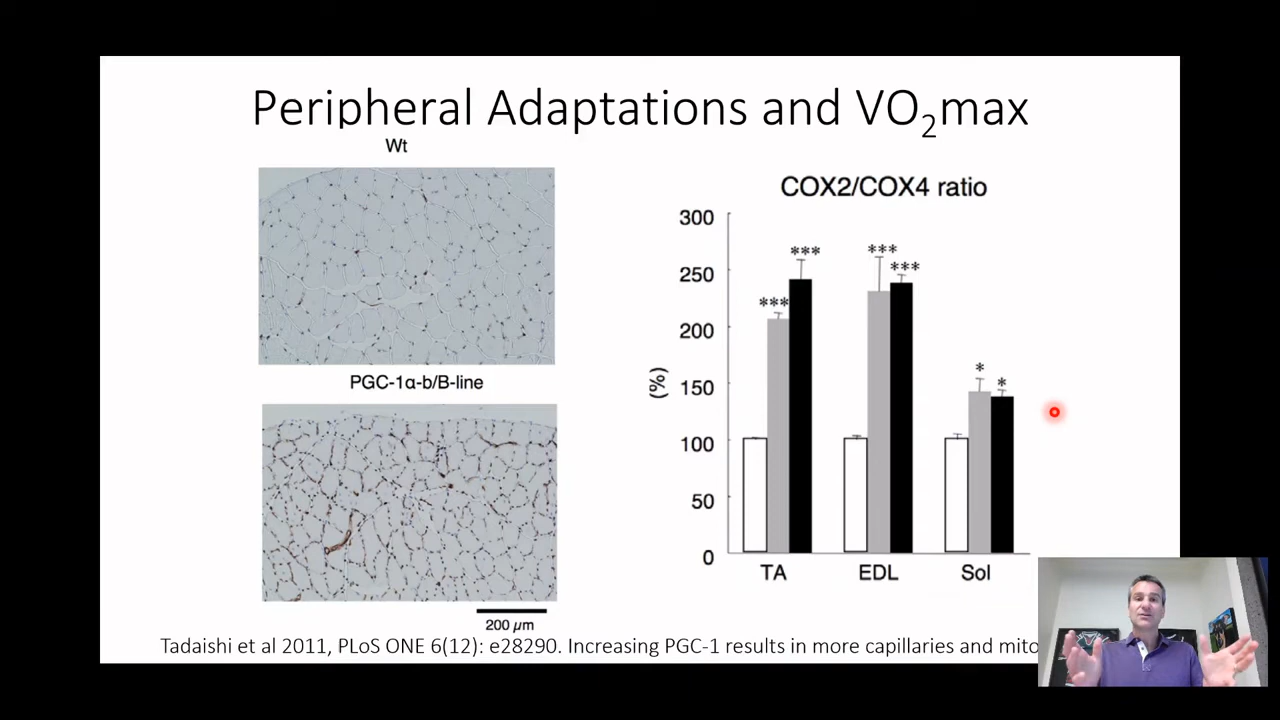 Peripheral Adaptations and VO2max
Wt
PGC-1α-b/B-line
200 μm
COX2/COX4 ratio
(%)
300
250
200
150
100
50
0
***
***
***
***
*
*
TA EDL Sol
Tadaishi et al 2011, PLoS ONE 6(12): e28290. Increasing PGC-1 results in more capillaries and mito